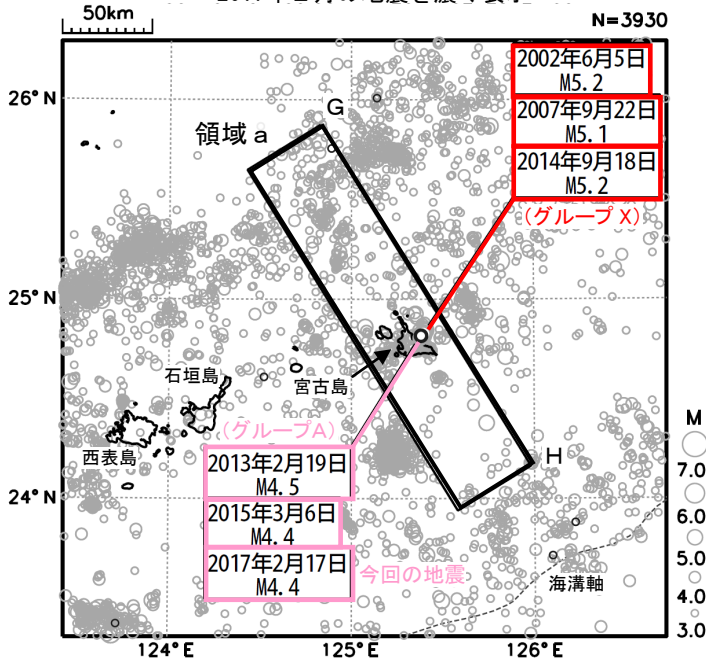 50km
N=3930
26°N
25°N
24°N
124°E
125°E
126°E
領域a
G
H
2002年6月5日
M5.2
2007年9月22日
M5.1
2014年9月18日
M5.2
(グループX)
宮古島
石垣島
西表島
(グループA)
2013年2月19日
M4.5
2015年3月6日
M4.4
2017年2月17日
M4.4
今回の地震
海溝軸
M
7.0
6.0
5.0
4.0
3.0